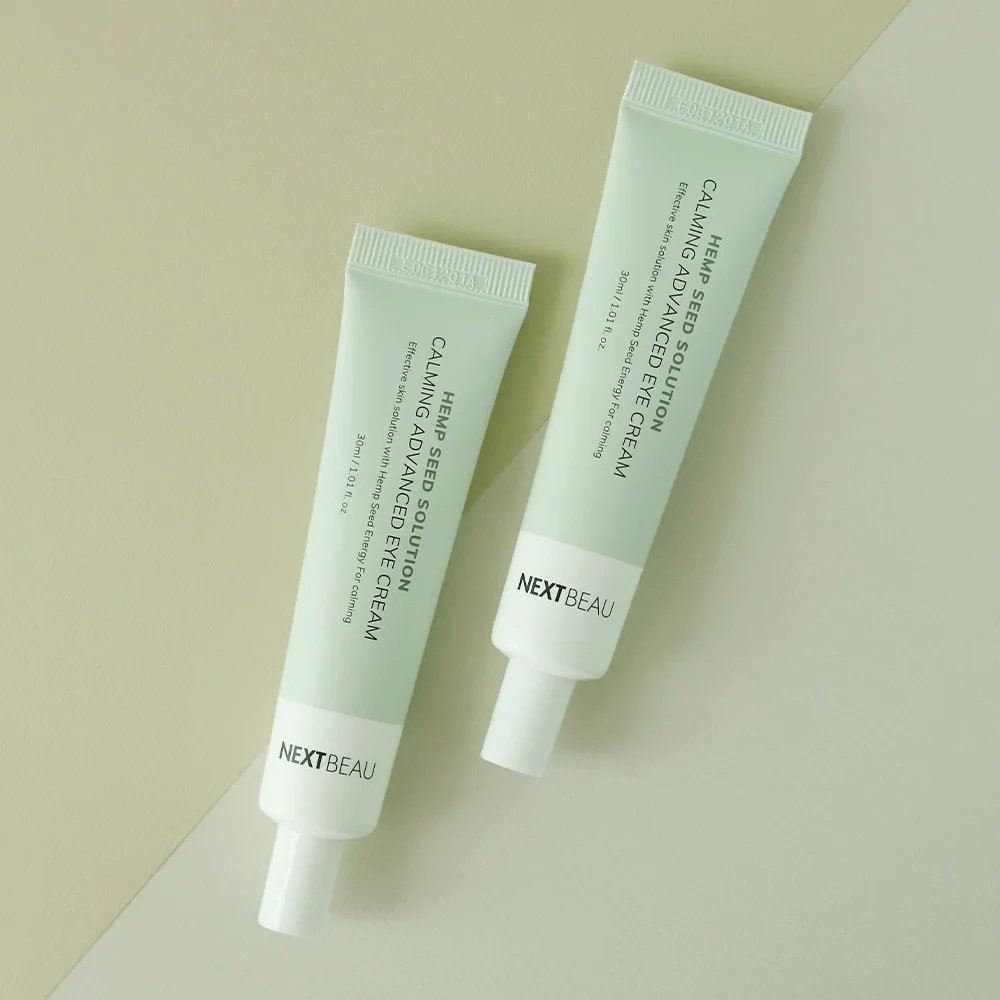 HEMP SEED SOLUTION
CALMING ADVANCED EYE CREAM
Effective skin solution with Hemp Seed Energy For calming
30ml / 1.01 fl. oz.
NEXTBEAU
HEMP SEED SOLUTION
CALMING ADVANCED EYE CREAM
Effective skin solution with Hemp Seed Energy For calming
30ml / 1.01 fl. oz.
NEXTBEAU